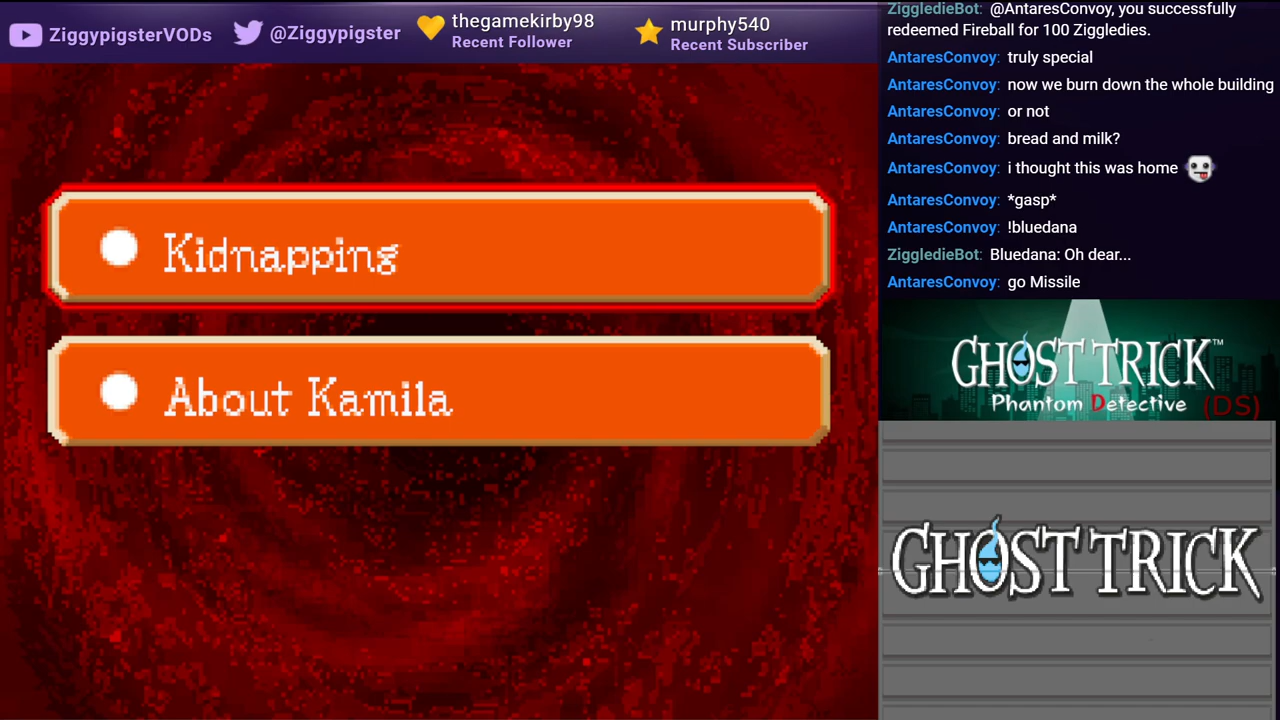 ZiggypigsterVODs
@Ziggypigster
thegamekirby98
Recent Follower
murphy540
Recent Subscriber
Kidnapping
About Kamila
ZiggledieBot: @AntaresConvoy, you successfully
redeemed Fireball for 100 Ziggledies.
AntaresConvoy: truly special
AntaresConvoy: now we burn down the whole building
AntaresConvoy: or not
AntaresConvoy: bread and milk?
AntaresConvoy: i thought this was home
AntaresConvoy: *gasp*
AntaresConvoy: !bluedana
ZiggledieBot: Bluedana: Oh dear...
AntaresConvoy: go Missile
GHOST TRICK™
Phantom Detective (DS)
GHOST TRICK